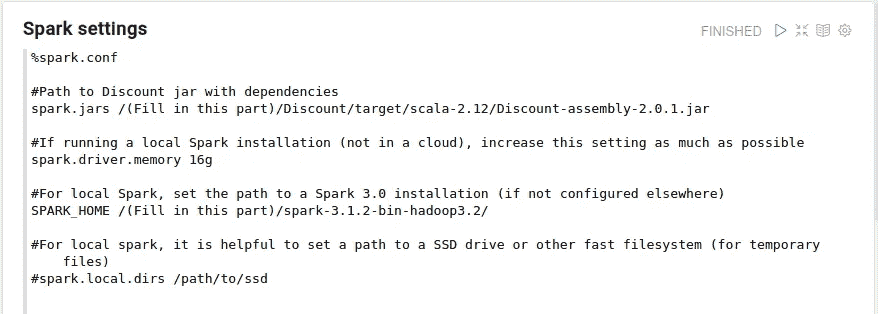 Spark settings
FINISHED
%spark.conf
#Path to Discount jar with dependencies
spark.jars /(Fill in this part)/Discount/target/scala-2.12/Discount-assembly-2.0.1.jar
#If running a local Spark installation (not in a cloud), increase this setting as much as possible
spark.driver.memory 16g
#For local Spark, set the path to a Spark 3.0 installation (if not configured elsewhere)
SPARK_HOME /(Fill in this part)/spark-3.1.2-bin-hadoop3.2/
#For local spark, it is helpful to set a path to a SSD drive or other fast filesystem (for temporary
files)
#spark.local.dirs /path/to/ssd